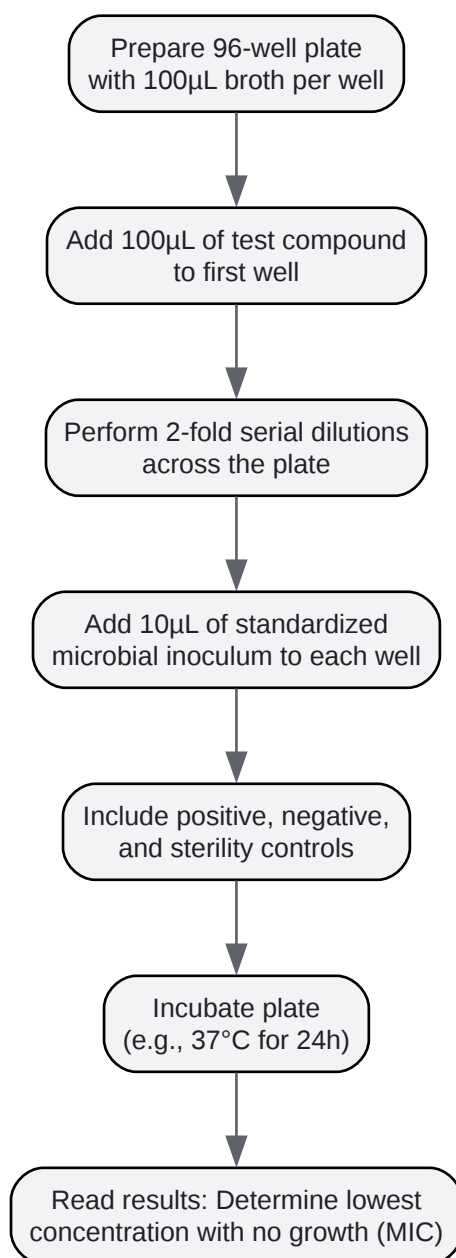 Prepare 96-well plate
with 100µL broth per well
Add 100µL of test compound
to first well
Perform 2-fold serial dilutions
across the plate
Add 10µL of standardized
microbial inoculum to each well
Include positive, negative,
and sterility controls
Incubate plate
(e.g., 37°C for 24h)
Read results: Determine lowest
concentration with no growth (MIC)